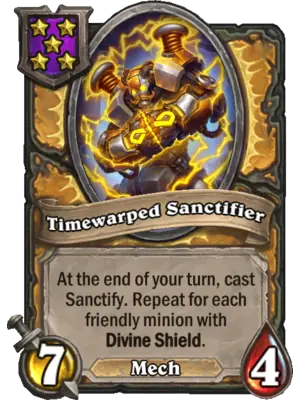 Timewarped Sanctifier
At the end of your turn, cast
Sanctify. Repeat for each
friendly minion with
Divine Shield.
7
Mech
4